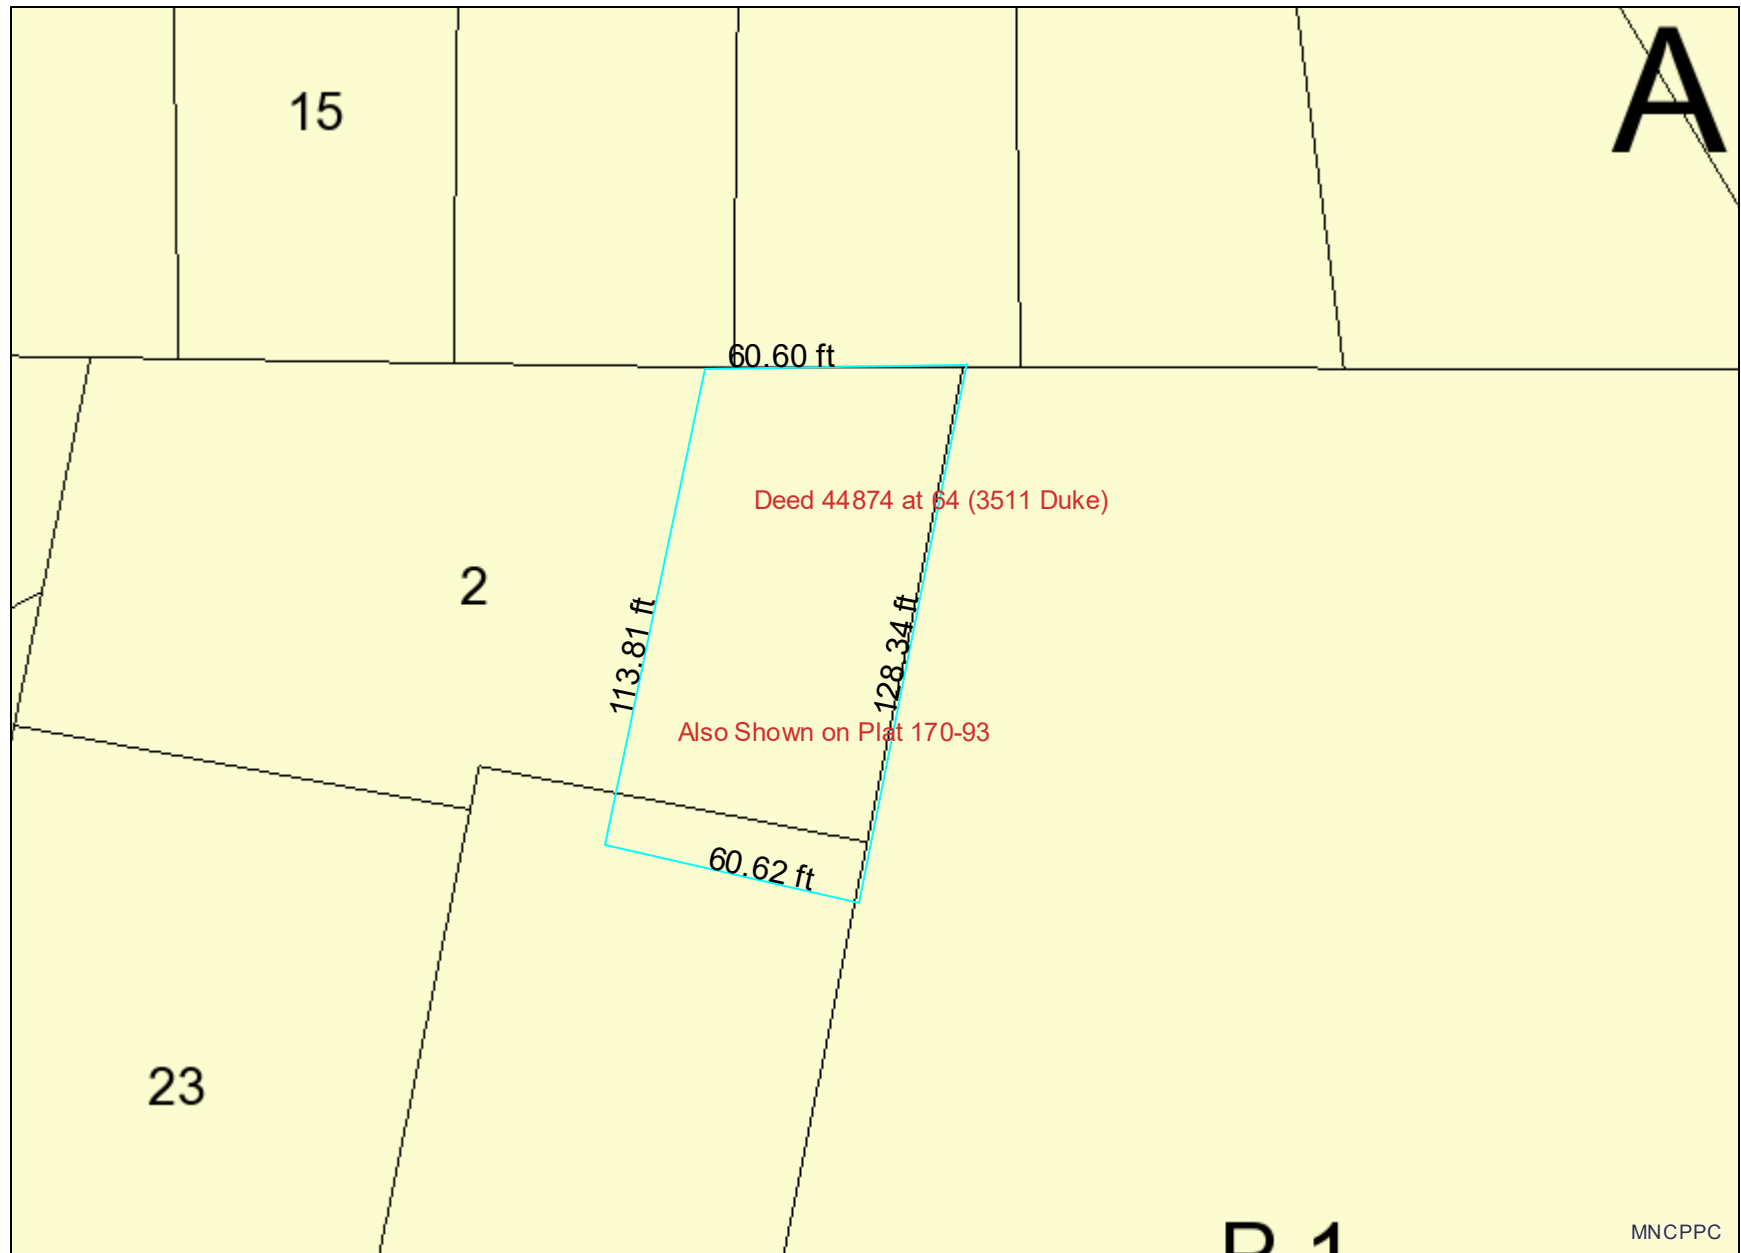 A
15
60.60 ft
Deed 44874 at 64 (3511 Duke)
2
113.81 ft
128.34 ft
Also Shown on Plat 170-93
60.62 ft
23
MNCPPC